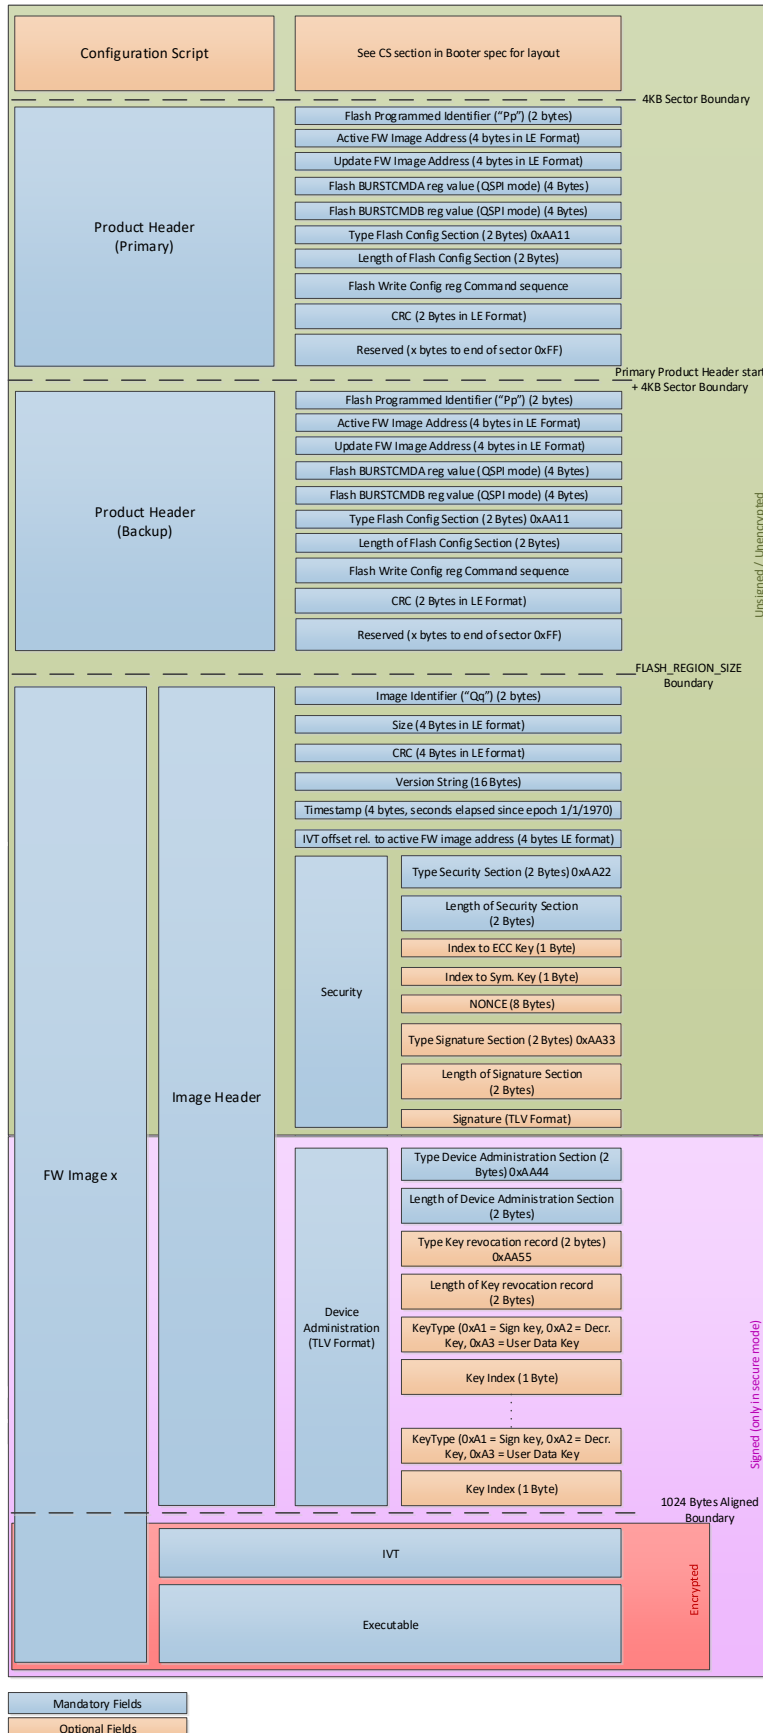 Configuration Script
See CS section in Booter spec for layout
4KB Sector Boundary
Product Header
(Primary)
Flash Programmed Identifier (“Pp”) (2 bytes)
Active FW Image Address (4 bytes in LE Format)
Update FW Image Address (4 bytes in LE Format)
Flash BURSTCMDA reg value (QSPI mode) (4 Bytes)
Flash BURSTCMDB reg value (QSPI mode) (4 Bytes)
Type Flash Config Section (2 Bytes) 0xAA11
Length of Flash Config Section (2 Bytes)
Flash Write Config reg Command sequence
CRC (2 Bytes in LE Format)
Reserved (x bytes to end of sector 0xFF)
Primary Product Header start
+ 4KB Sector Boundary
Product Header
(Backup)
Flash Programmed Identifier (“Pp”) (2 bytes)
Active FW Image Address (4 bytes in LE Format)
Update FW Image Address (4 bytes in LE Format)
Flash BURSTCMDA reg value (QSPI mode) (4 Bytes)
Flash BURSTCMDB reg value (QSPI mode) (4 Bytes)
Type Flash Config Section (2 Bytes) 0xAA11
Length of Flash Config Section (2 Bytes)
Flash Write Config reg Command sequence
CRC (2 Bytes in LE Format)
Reserved (x bytes to end of sector 0xFF)
Unsigned / Unencrypted
FLASH_REGION_SIZE
Boundary
FW Image x
Image Header
Image Identifier (“Qq”) (2 bytes)
Size (4 Bytes in LE format)
CRC (4 Bytes in LE format)
Version String (16 Bytes)
Timestamp (4 bytes, seconds elapsed since epoch 1/1/1970)
IVT offset rel. to active FW image address (4 bytes LE format)
Security
Type Security Section (2 Bytes) 0xAA22
Length of Security Section
(2 Bytes)
Index to ECC Key (1 Byte)
Index to Sym. Key (1 Byte)
NONCE (8 Bytes)
Type Signature Section (2 Bytes) 0xAA33
Length of Signature Section
(2 Bytes)
Signature (TLV Format)
Device
Administration
(TLV Format)
Type Device Administration Section (2
Bytes) 0xAA44
Length of Device Administration Section
(2 Bytes)
Type Key revocation record (2 bytes)
0xAA55
Length of Key revocation record
(2 Bytes)
KeyType (0xA1 = Sign key, 0xA2 = Decr.
Key, 0xA3 = User Data Key
Key Index (1 Byte)
KeyType (0xA1 = Sign key, 0xA2 = Decr.
Key, 0xA3 = User Data Key
Key Index (1 Byte)
Signed (only in secure mode)
1024 Bytes Aligned
Boundary
IVT
Executable
Encrypted
Mandatory Fields
Optional Fields